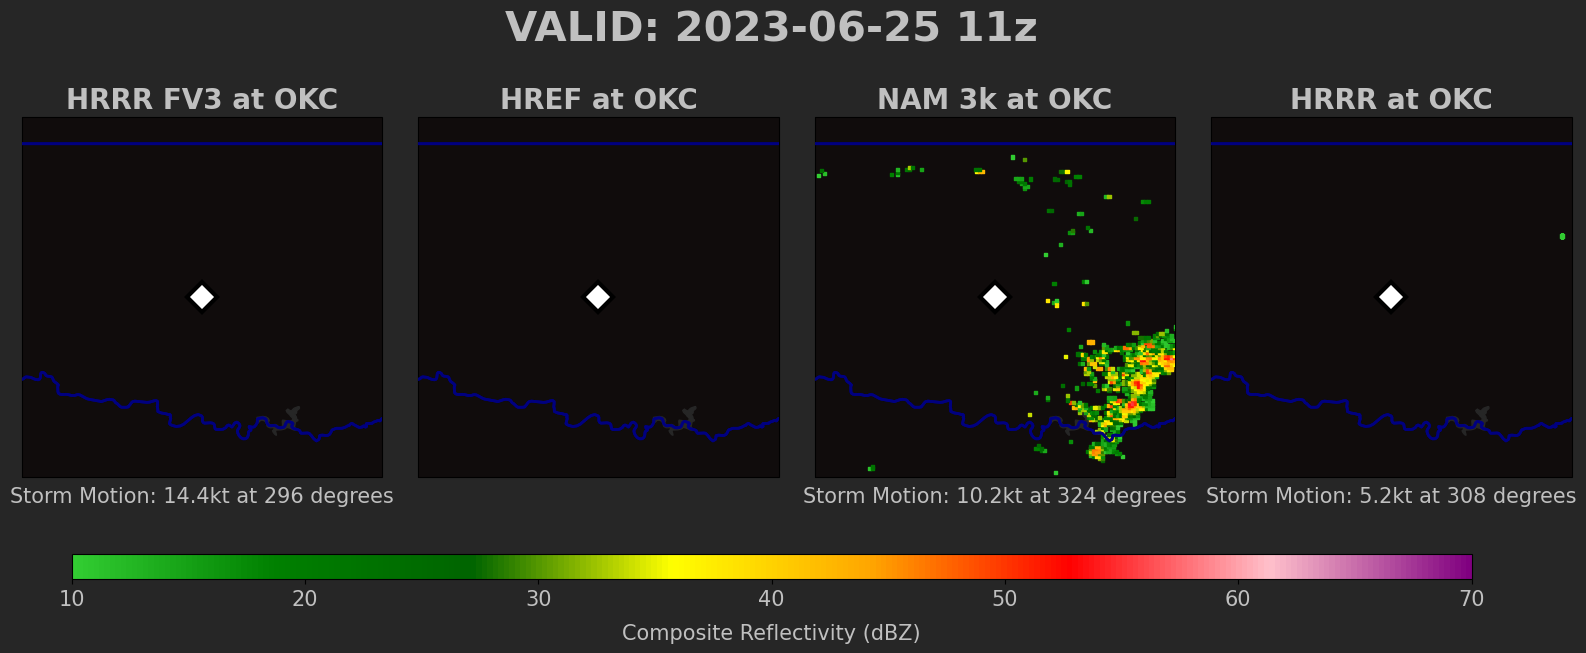 VALID: 2023-06-25 11z
HRRR FV3 at OKC
HREF at OKC
NAM 3k at OKC
HRRR at OKC
Storm Motion: 14.4kt at 296 degrees
Storm Motion: 10.2kt at 324 degrees
Storm Motion: 5.2kt at 308 degrees
10 20 30 40 50 60 70
Composite Reflectivity (dBZ)